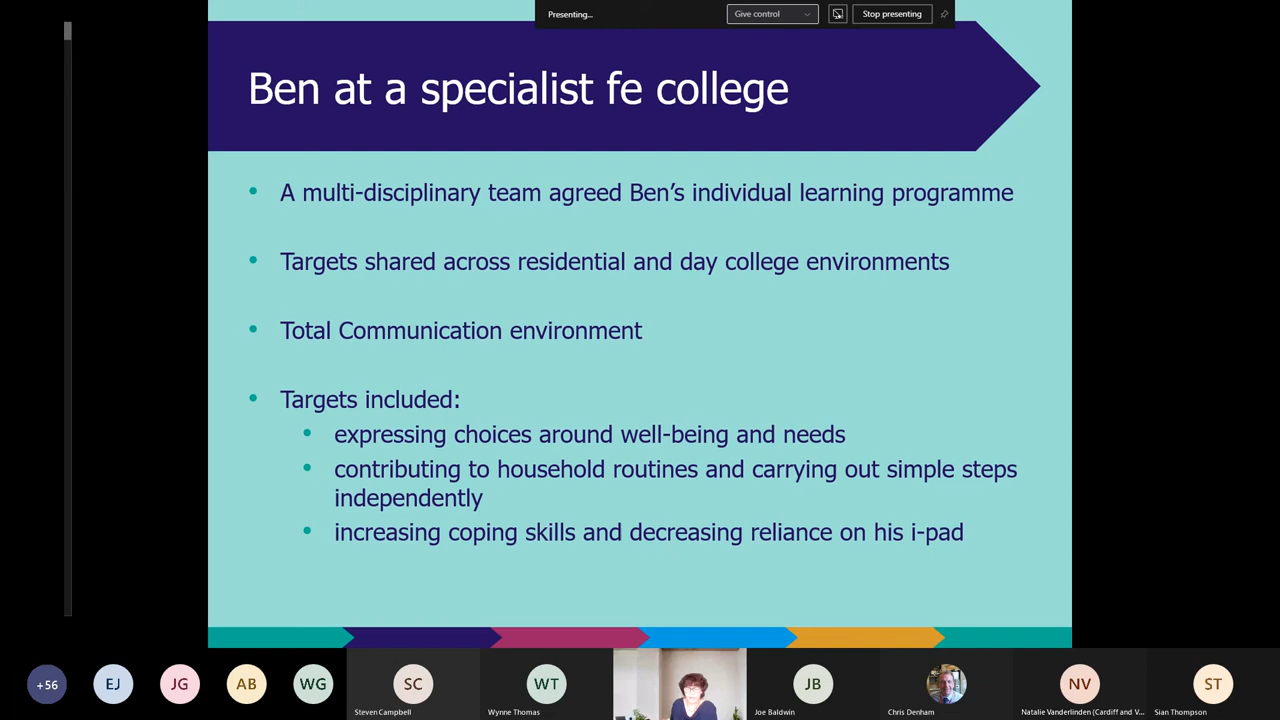 Presenting...
Give control
Stop presenting
Ben at a specialist fe college
• A multi-disciplinary team agreed Ben's individual learning programme
• Targets shared across residential and day college environments
• Total Communication environment
• Targets included:
• expressing choices around well-being and needs
• contributing to household routines and carrying out simple steps
independently
• increasing coping skills and decreasing reliance on his i-pad
+56
EJ
JG
AB
WG
SC
WT
JB
NV
ST
Steven Campbell
Wynne Thomas
Joe Baldwin
Chris Denham
Natalie Vanderlinden (Cardiff and V...
Sian Thompson